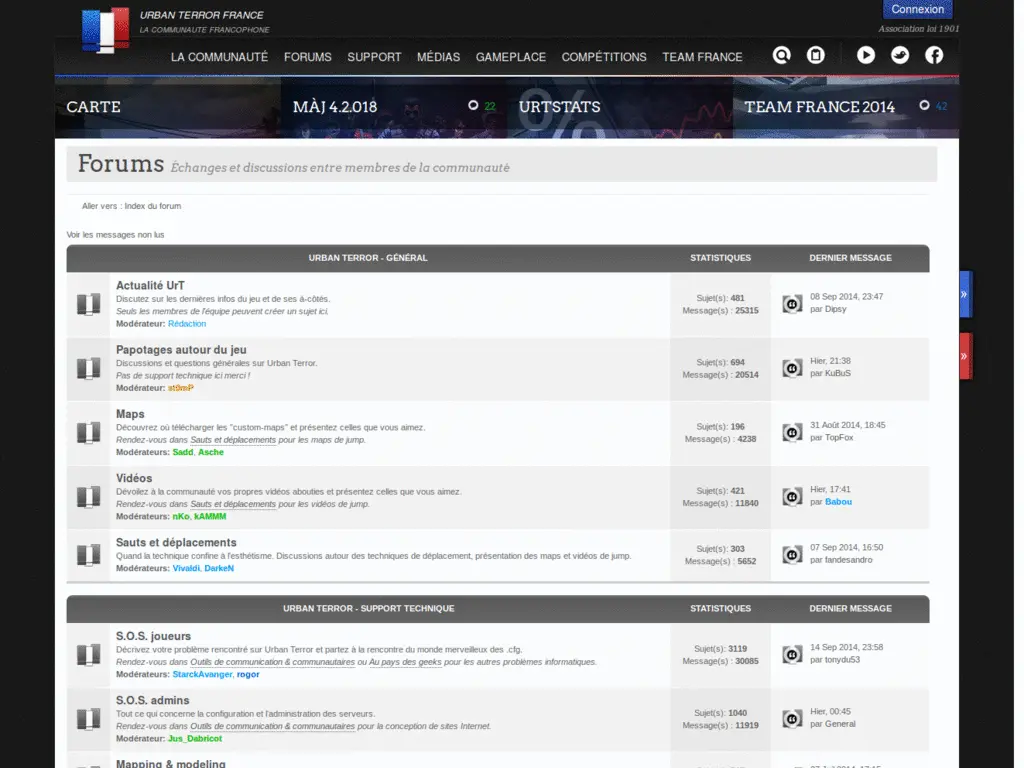 URBAN TERROR FRANCE
LA COMMUNAUTE FRANCOPHONE
Connexion
Association loi 1901
LA COMMUNAUTÉ FORUMS SUPPORT MÉDIAS GAMEPLACE COMPÉTITIONS TEAM FRANCE
CARTE
MÀJ 4.2.018 22
URTSTATS
TEAM FRANCE 2014 42
Forums Échanges et discussions entre membres de la communauté
Aller vers : Index du forum
Voir les messages non lus
URBAN TERROR - GÉNÉRAL STATISTIQUES DERNIER MESSAGE
Actualité UrT
Discutez sur les dernières infos du jeu et de ses à-côtés.
Seuls les membres de l'équipe peuvent créer un sujet ici.
Modérateur: Rédaction
Sujet(s): 481
Message(s) : 25315
08 Sep 2014, 23:47
par Dipsy
Papotages autour du jeu
Discussions et questions générales sur Urban Terror.
Pas de support technique ici merci !
Modérateur:
Sujet(s): 694
Message(s) : 20514
Hier, 21:38
par KuBuS
Maps
Découvrez où télécharger les "custom-maps" et présentez celles que vous aimez.
Rendez-vous dans Sauts et déplacements pour les maps de jump.
Modérateurs: Sadd, Asche
Sujet(s): 196
Message(s) : 4238
31 Août 2014, 18:45
par TopFox
Vidéos
Dévoilez à la communauté vos propres vidéos abouties et présentez celles que vous aimez.
Rendez-vous dans Sauts et déplacements pour les vidéos de jump.
Modérateurs: nKo, kAMMM
Sujet(s): 421
Message(s) : 11840
Hier, 17:41
par Babou
Sauts et déplacements
Quand la technique confine à l'esthétisme. Discussions autour des techniques de déplacement, présentation des maps et vidéos de jump.
Modérateurs: Vivaldi, DarkeN
Sujet(s): 303
Message(s) : 5652
07 Sep 2014, 16:50
par fandesandro
URBAN TERROR - SUPPORT TECHNIQUE STATISTIQUES DERNIER MESSAGE
S.O.S. joueurs
Décrivez votre problème rencontré sur Urban Terror et partez à la rencontre du monde merveilleux des .cfg.
Rendez-vous dans Outils de communication & communautaires ou Au pays des geeks pour les autres problèmes informatiques.
Modérateurs: StarckAvanger, rogor
Sujet(s): 3119
Message(s) : 30085
14 Sep 2014, 23:58
par tonydu53
S.O.S. admins
Tout ce qui concerne la configuration et l'administration des serveurs.
Rendez-vous dans Outils de communication & communautaires pour la conception de sites Internet.
Modérateur: Jus_Dabricot
Sujet(s): 1040
Message(s) : 11919
Hier, 00:45
par General
Mapping & modeling